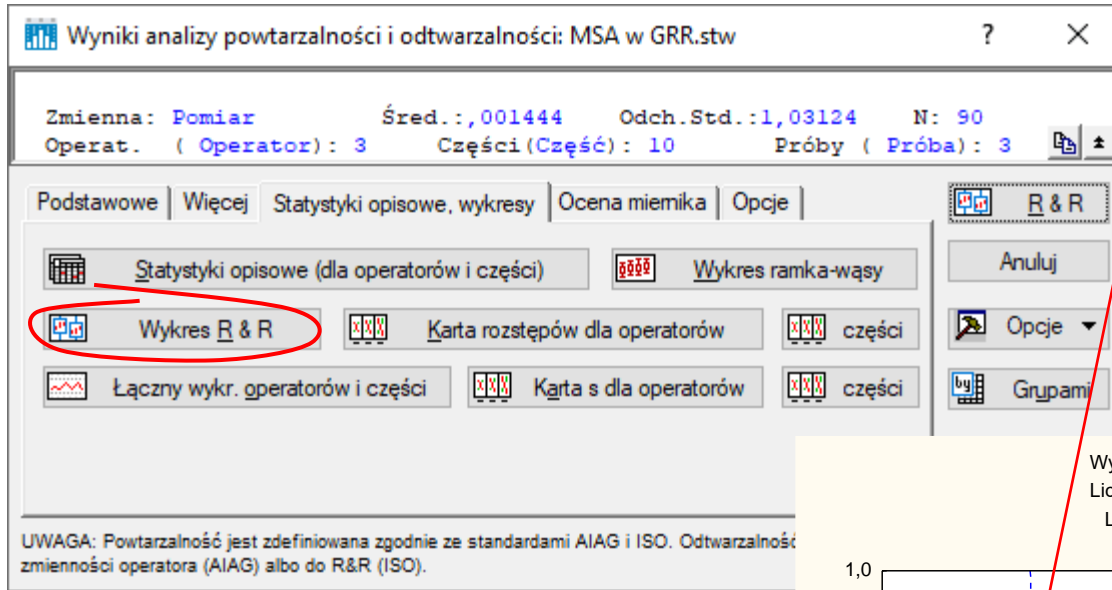 Wyniki analizy powtarzalności i odtwarzalności: MSA w GRR.stw ? ×
Zmienna: Pomiar Śred.:,001444 Odch.Std.:1,03124 N: 90
Operat. ( Operator): 3 Części(Część): 10 Próby ( Próba): 3
Podstawowe Więcej Statystyki opisowe, wykresy Ocena miernika Opcje
R & R
Statystyki opisowe (dla operatorów i części) Wykres ramka-wąsy
Anuluj
Wykres R & R Karta rozstępów dla operatorów części
Opcje
Łączny wykr. operatorów i części Karta s dla operatorów części
Grupami
UWAGA: Powtarzalność jest zdefiniowana zgodnie ze standardami AIAG i ISO. Odtwarzalność
zmienności operatora (AIAG) albo do R&R (ISO).
Wy
Lic
L
1,0